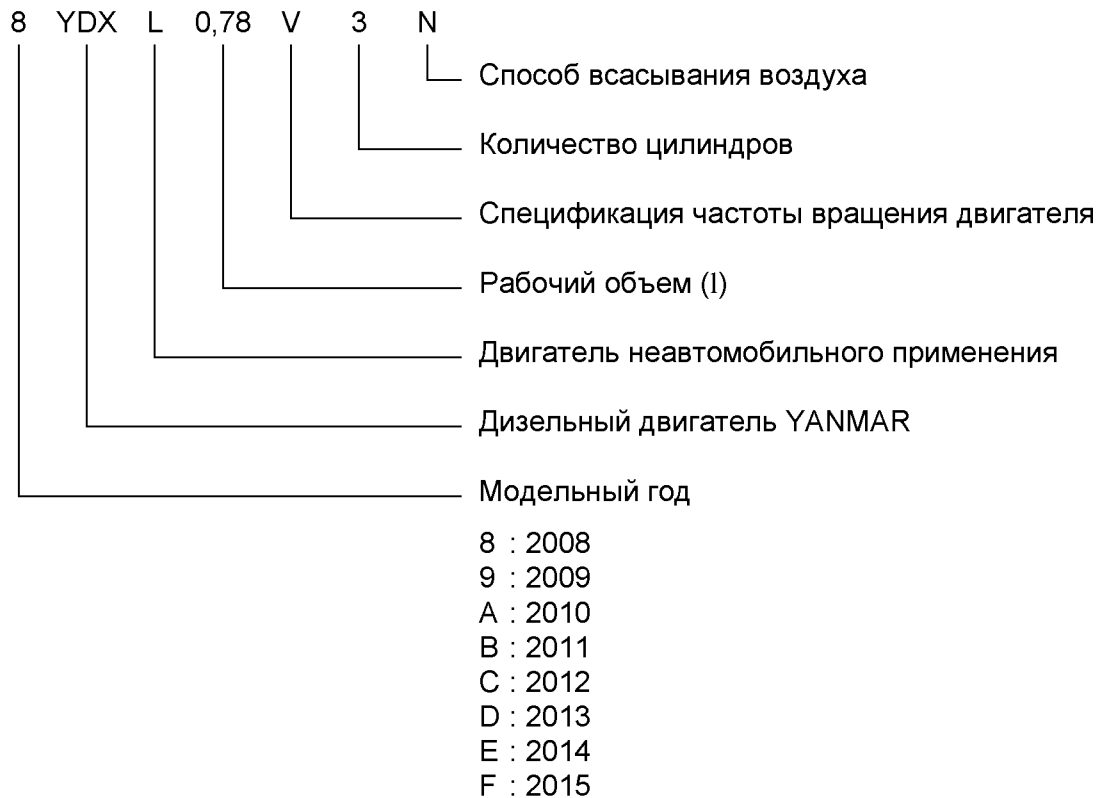 8 YDX L 0,78 V 3 N
Способ всасывания воздуха
Количество цилиндров
Спецификация частоты вращения двигателя
Рабочий объем (l)
Двигатель неавтомобильного применения
Дизельный двигатель YANMAR
Модельный год
8 : 2008
9 : 2009
A : 2010
B : 2011
C : 2012
D : 2013
E : 2014
F : 2015